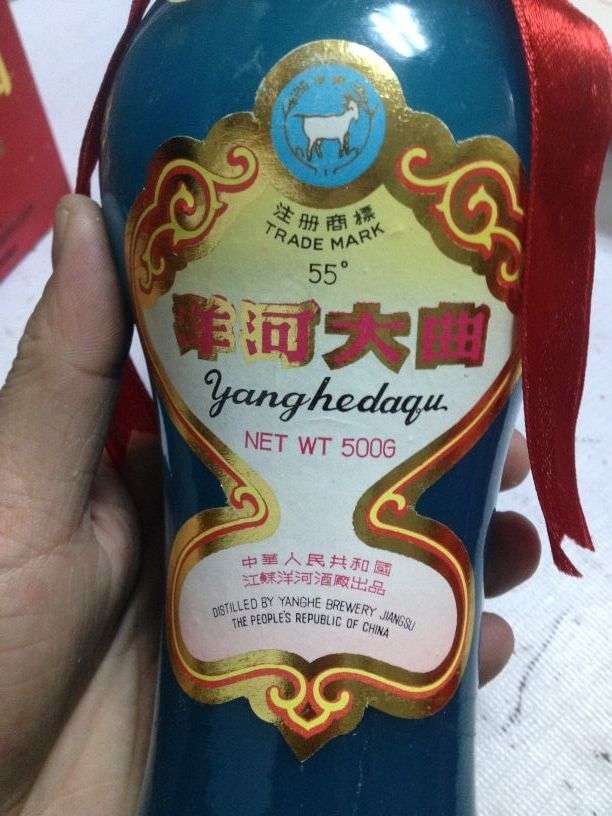 注册商標
TRADE MARK
55°
洋河大曲
Yanghedaqu
NET WT 500G
中華人民共和國
江蘇洋河酒廠出品
DISTILLED BY YANGHE BREWERY JIANGSU
THE PEOPLE'S REPUBLIC OF CHINA